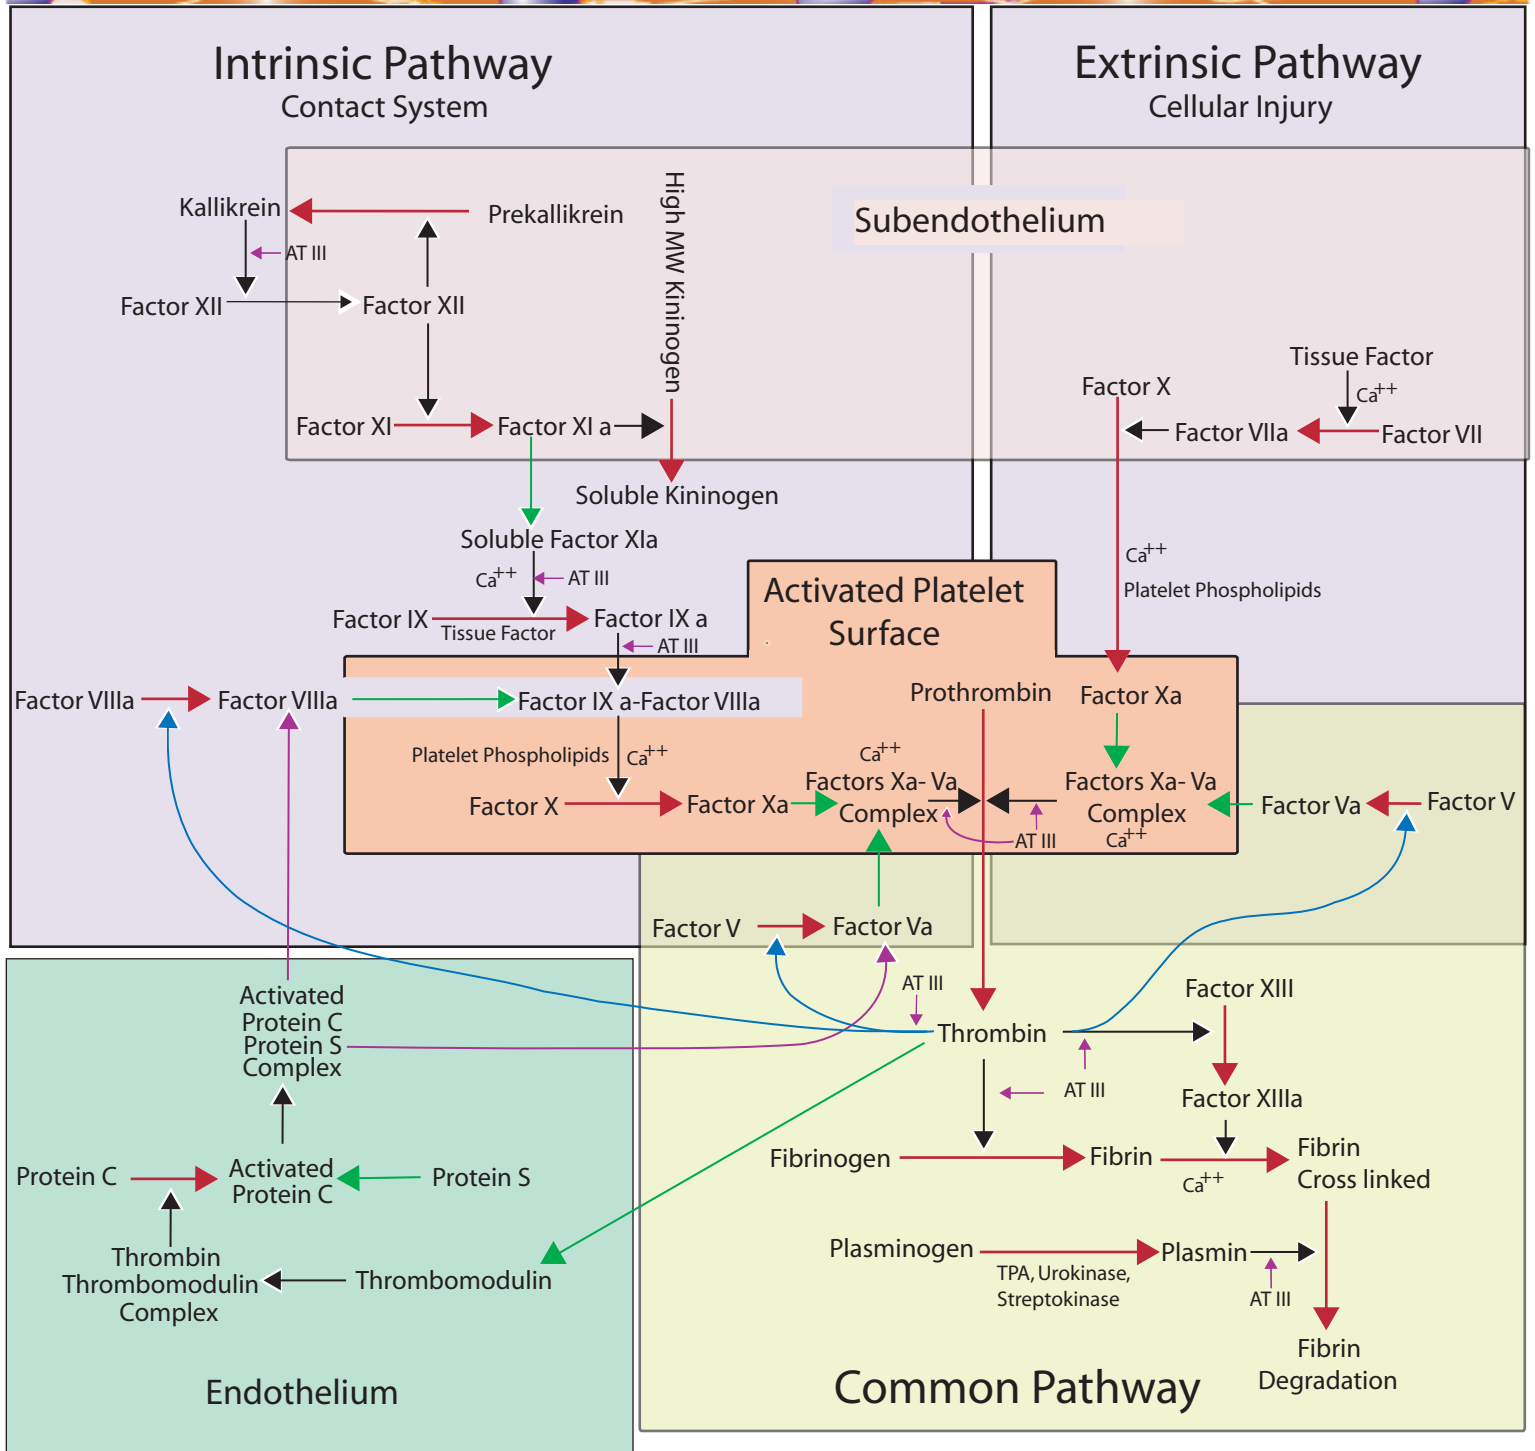 Intrinsic Pathway
Contact System
Extrinsic Pathway
Cellular Injury
Subendothelium
Kallikrein
Prekallikrein
High MW Kininogen
AT III
Factor XII
Factor XII
Tissue Factor
Ca++
Factor X
Factor XI
Factor XI a
Factor VIIa
Factor VII
Soluble Kininogen
Soluble Factor XIa
Ca++
AT III
Ca++
Platelet Phospholipids
Activated Platelet
Surface
Factor IX
Factor IX a
Tissue Factor
AT III
Factor VIIIa
Factor VIIIa
Factor IX a-Factor VIIIa
Prothrombin
Factor Xa
Platelet Phospholipids
Ca++
Ca++
Factor X
Factor Xa
Factors Xa- Va
Complex
Factors Xa- Va
Complex
Ca++
AT III
Factor Va
Factor V
Factor V
Factor Va
AT III
Thrombin
Factor XIII
AT III
Factor XIIIa
Fibrinogen
Fibrin
Ca++
Fibrin
Cross linked
Plasminogen
Plasmin
TPA, Urokinase,
Streptokinase
AT III
Fibrin
Degradation
Common Pathway
Activated
Protein C
Protein S
Complex
Protein C
Activated
Protein C
Protein S
Thrombin
Thrombomodulin
Complex
Thrombomodulin
Endothelium